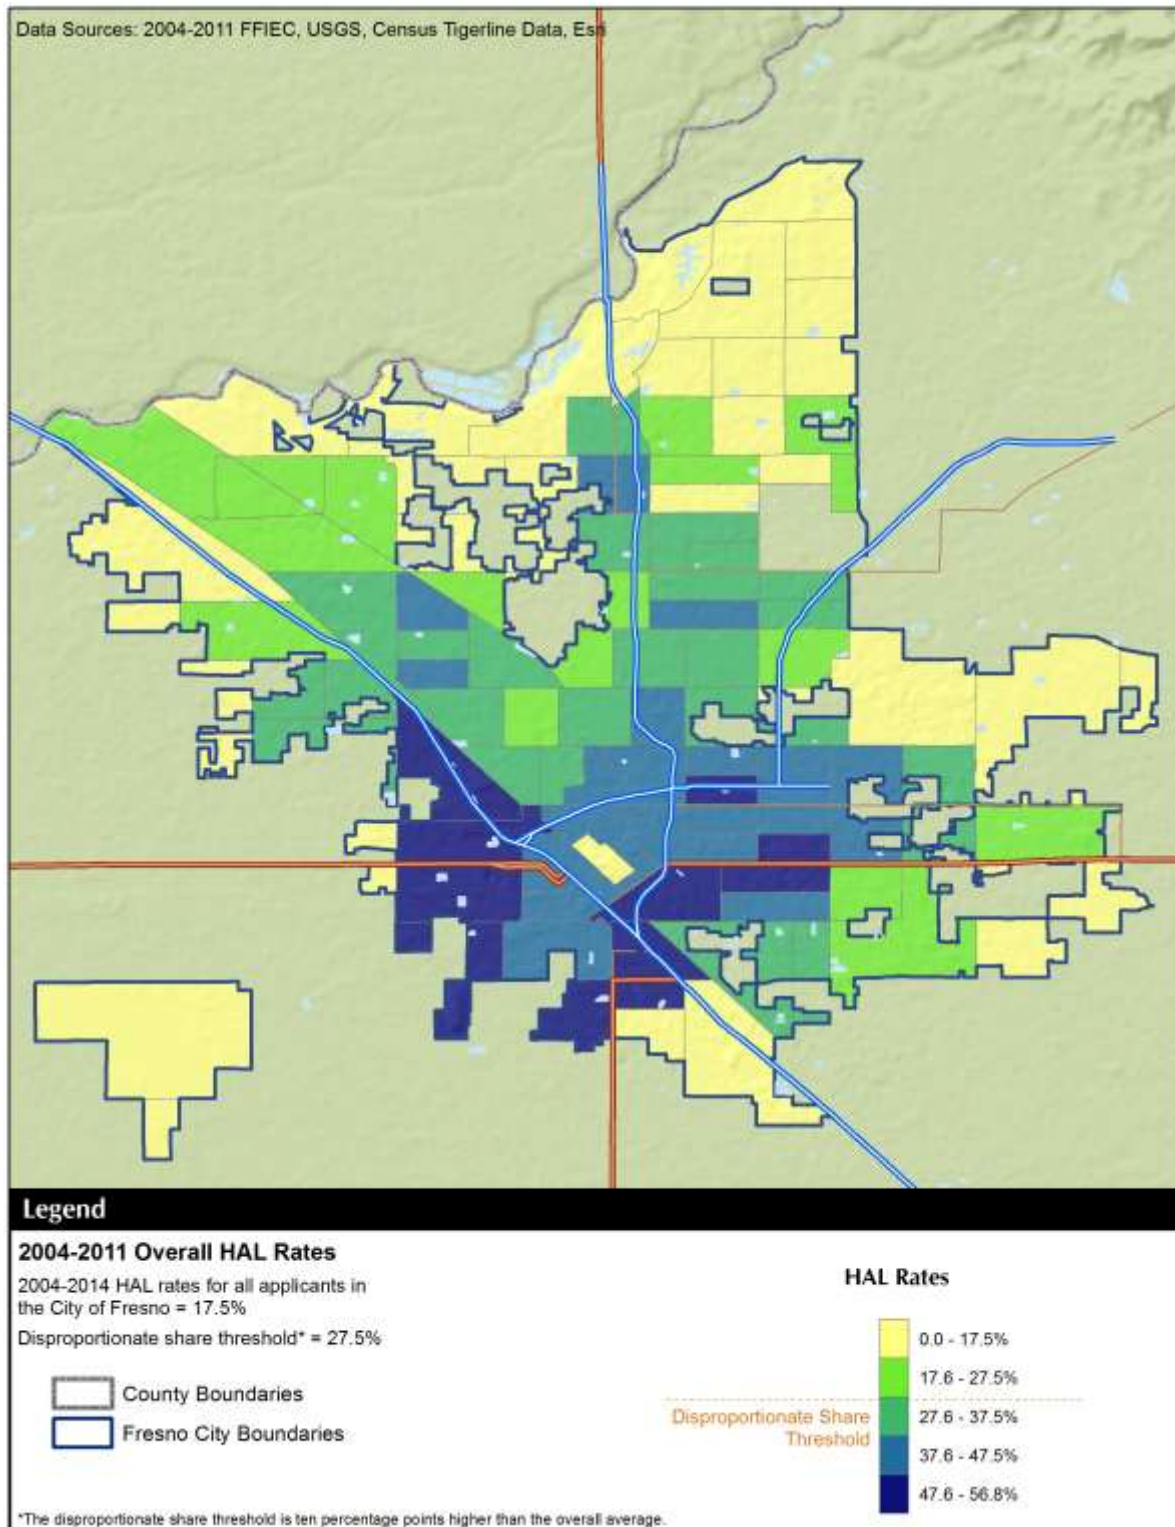 Data Sources: 2004-2011 FFIEC, USGS, Census Tigerline Data, Esri
Legend
2004-2011 Overall HAL Rates
2004-2014 HAL rates for all applicants in
the City of Fresno = 17.5%
Disproportionate share threshold* = 27.5%
County Boundaries
Fresno City Boundaries
HAL Rates
0.0 - 17.5%
17.6 - 27.5%
Disproportionate Share
Threshold
27.6 - 37.5%
37.6 - 47.5%
47.6 - 56.8%
*The disproportionate share threshold is ten percentage points higher than the overall average.